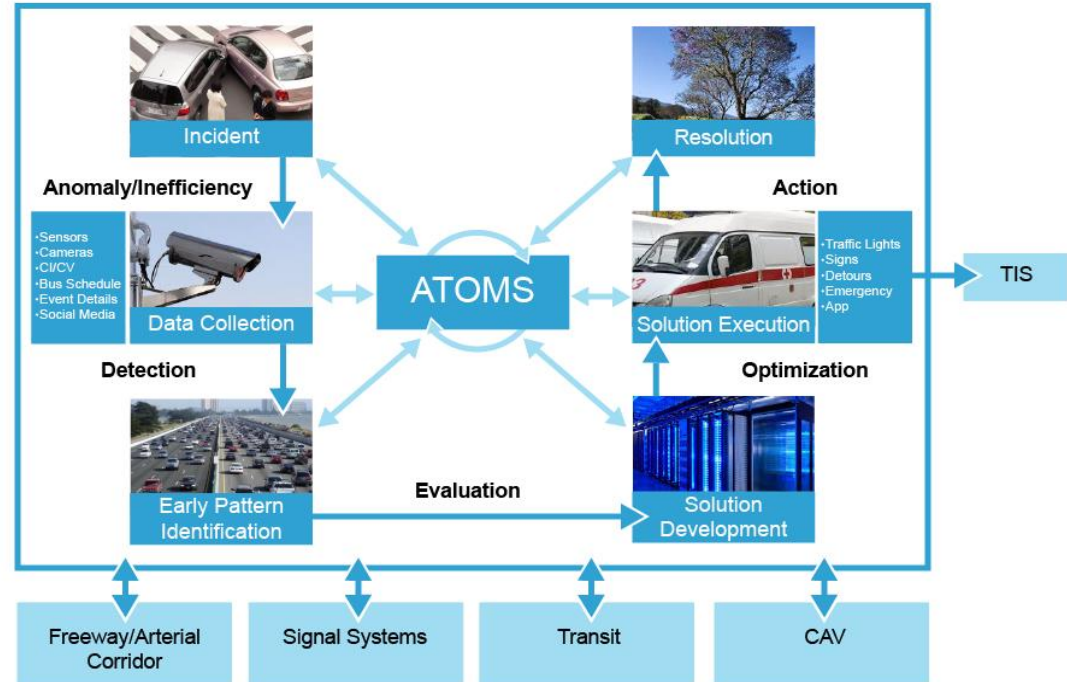 Incident
Resolution
Anomaly/Inefficiency
Action
•Sensors
•Cameras
•CI/CV
•Bus Schedule
•Event Details
•Social Media
Data Collection
ATOMS
Solution Execution
•Traffic Lights
•Signs
•Detours
•Emergency
•App
TIS
Detection
Optimization
Early Pattern
Identification
Evaluation
Solution
Development
Freeway/Arterial
Corridor
Signal Systems
Transit
CAV